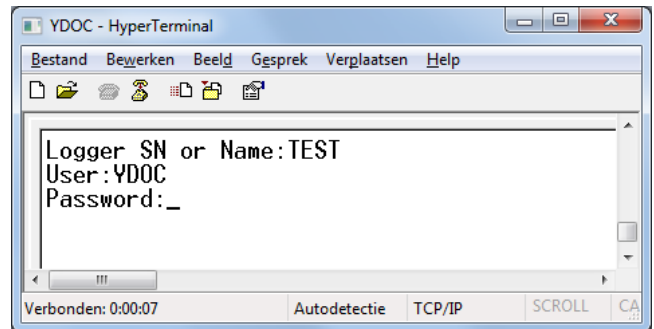 YDOC - HyperTerminal
Bestand Bewerken Beeld Gesprek Verplaatsen Help
Logger SN or Name:TEST
User:YDOC
Password:_
Verbonden: 0:00:07 Autodetectie TCP/IP SCROLL CA